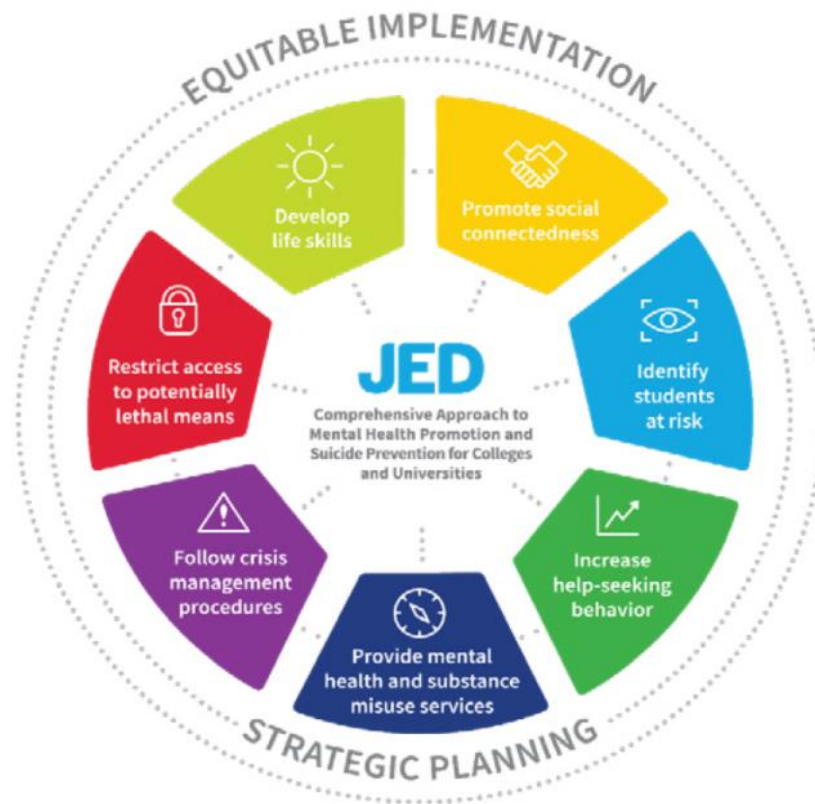 EQUITABLE IMPLEMENTATION
Develop
life skills
Promote social
connectedness
Restrict access
to potentially
lethal means
JED
Comprehensive Approach to
Mental Health Promotion and
Suicide Prevention for Colleges
and Universities
Identify
students
at risk
Follow crisis
management
procedures
Increase
help-seeking
behavior
Provide mental
health and substance
misuse services
STRATEGIC PLANNING